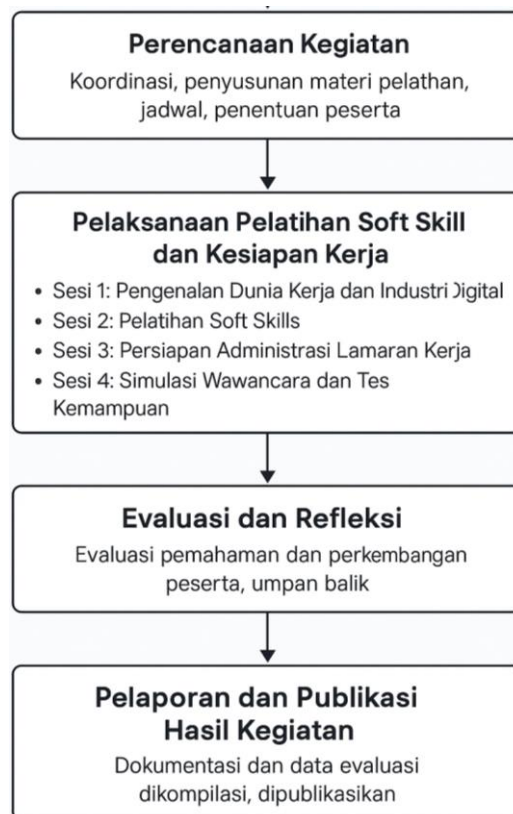 Perencanaan Kegiatan
Koordinasi, penyusunan materi pelathan,
jadwal, penentuan peserta
Pelaksanaan Pelatihan Soft Skill
dan Kesiapan Kerja
• Sesi 1: Pengenalan Dunia Kerja dan Industri Digital
• Sesi 2: Pelatihan Soft Skills
• Sesi 3: Persiapan Administrasi Lamaran Kerja
• Sesi 4: Simulasi Wawancara dan Tes
Kemampuan
Evaluasi dan Refleksi
Evaluasi pemahaman dan perkembangan
peserta, umpan balik
Pelaporan dan Publikasi
Hasil Kegiatan
Dokumentasi dan data evaluasi
dikompilasi, dipublikasikan